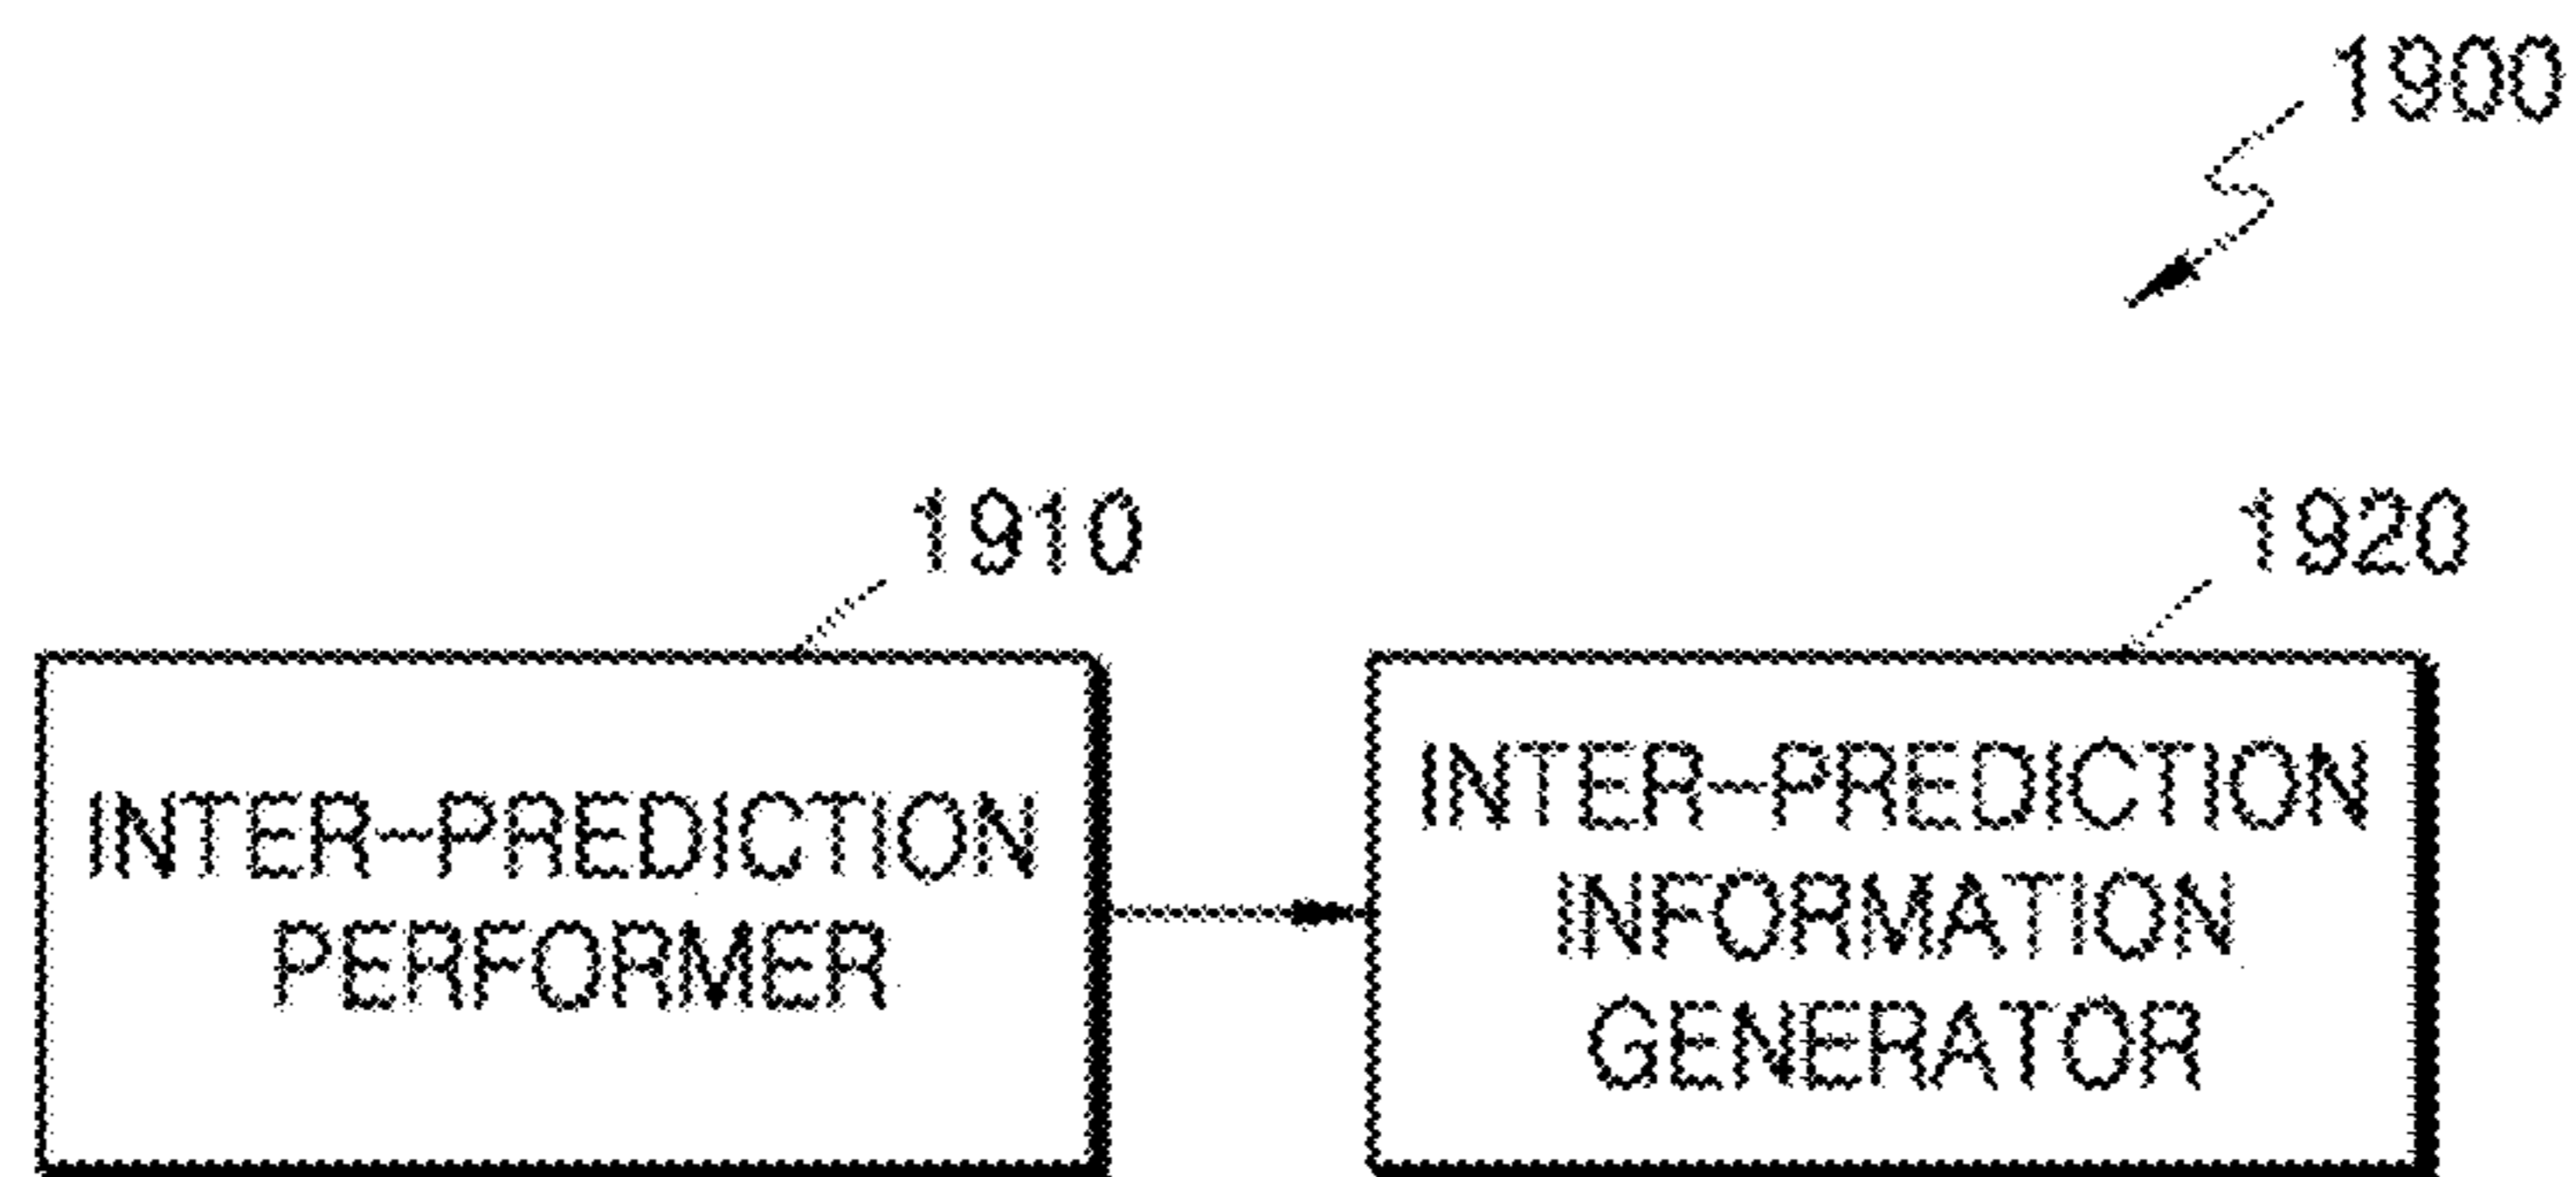 1900
1910
1920
INTER-PREDICTION
PERFORMER
INTER-PREDICTION
INFORMATION
GENERATOR